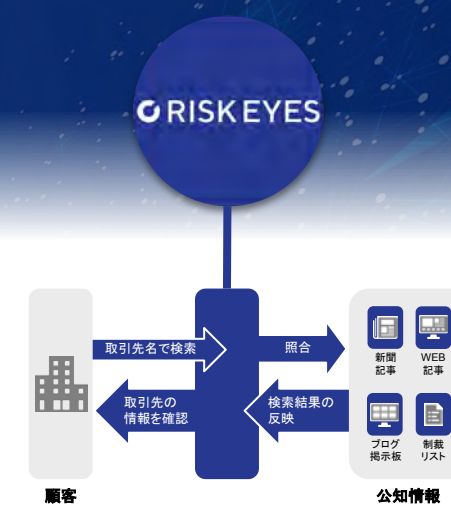 RISKEYES
取引先名で検索
照合
新聞
記事
WEB
記事
取引先の
情報を確認
検索結果の
反映
ブログ
掲示板
制裁
リスト
顧客
公知情報